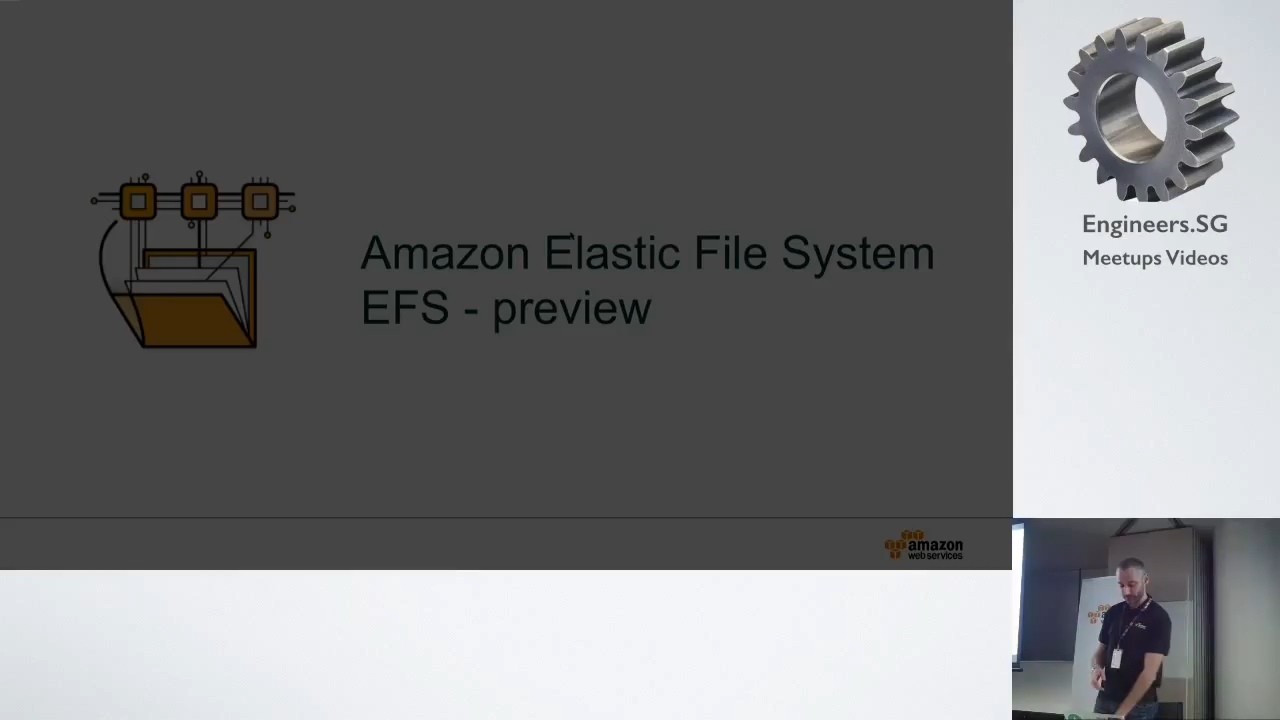 Amazon Elastic File System
EFS - preview
amazon
web services
Engineers.SG
Meetups Videos